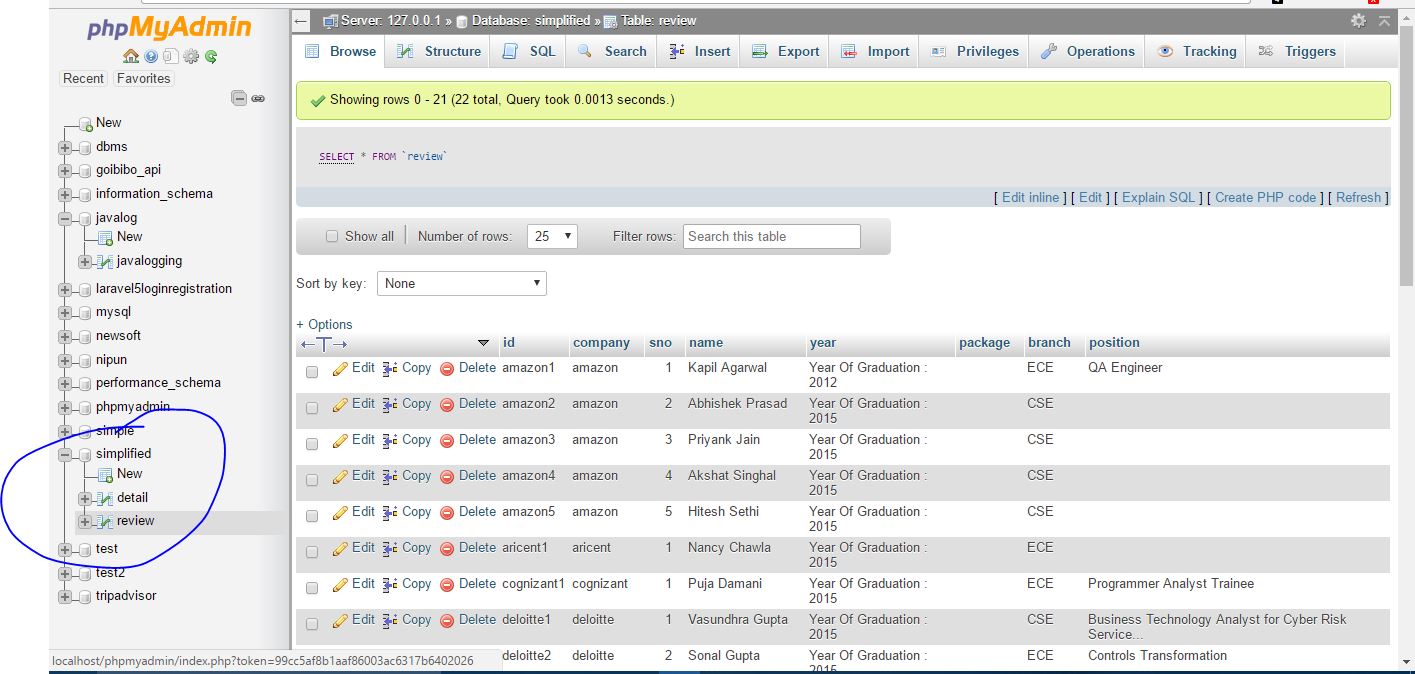 phpMyAdmin
Recent Favorites
New
dbms
goibibo_api
information_schema
javalog
New
javalogging
laravel5loginregistration
mysql
newsoft
nipun
performance_schema
phpmyadmin
simple
simplified
New
detail
review
test
test2
tripadvisor
localhost/phpmyadmin/index.php?token=99cc5af8b1aaf86003ac6317b6402026
Server: 127.0.0.1 » Database: simplified » Table: review
Browse Structure SQL Search Insert Export Import Privileges Operations Tracking Triggers
Showing rows 0 - 21 (22 total, Query took 0.0013 seconds.)
SELECT * FROM `review`
[ Edit inline ] [ Edit ] [ Explain SQL ] [ Create PHP code ] [ Refresh ]
Show all | Number of rows: 25 Filter rows: Search this table
Sort by key: None
+ Options
←T→ id company sno name year package branch position
Edit Copy Delete amazon1 amazon 1 Kapil Agarwal Year Of Graduation : 2012 ECE QA Engineer
Edit Copy Delete amazon2 amazon 2 Abhishek Prasad Year Of Graduation : 2015 CSE
Edit Copy Delete amazon3 amazon 3 Priyank Jain Year Of Graduation : 2015 CSE
Edit Copy Delete amazon4 amazon 4 Akshat Singhal Year Of Graduation : 2015 CSE
Edit Copy Delete amazon5 amazon 5 Hitesh Sethi Year Of Graduation : 2015 CSE
Edit Copy Delete aricent1 aricent 1 Nancy Chawla Year Of Graduation : 2015 ECE
Edit Copy Delete cognizant1 cognizant 1 Puja Damani Year Of Graduation : 2015 ECE Programmer Analyst Trainee
Edit Copy Delete deloitte1 deloitte 1 Vasundhra Gupta Year Of Graduation : 2015 CSE Business Technology Analyst for Cyber Risk Service...
deloitte2 deloitte 2 Sonal Gupta Year Of Graduation : 2015 ECE Controls Transformation